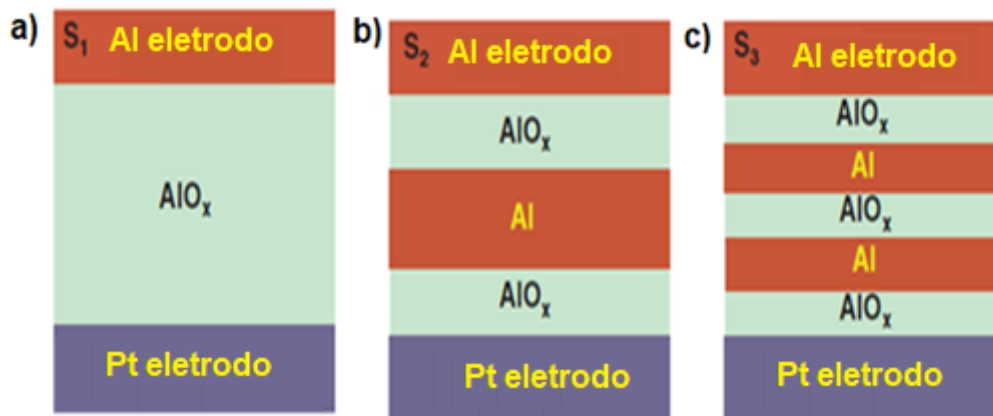 a)
S₁ Al eletrodo
AlOₓ
Pt eletrodo
b)
S₂ Al eletrodo
AlOₓ
Al
AlOₓ
Pt eletrodo
c)
S₃ Al eletrodo
AlOₓ
Al
AlOₓ
Al
AlOₓ
Pt eletrodo